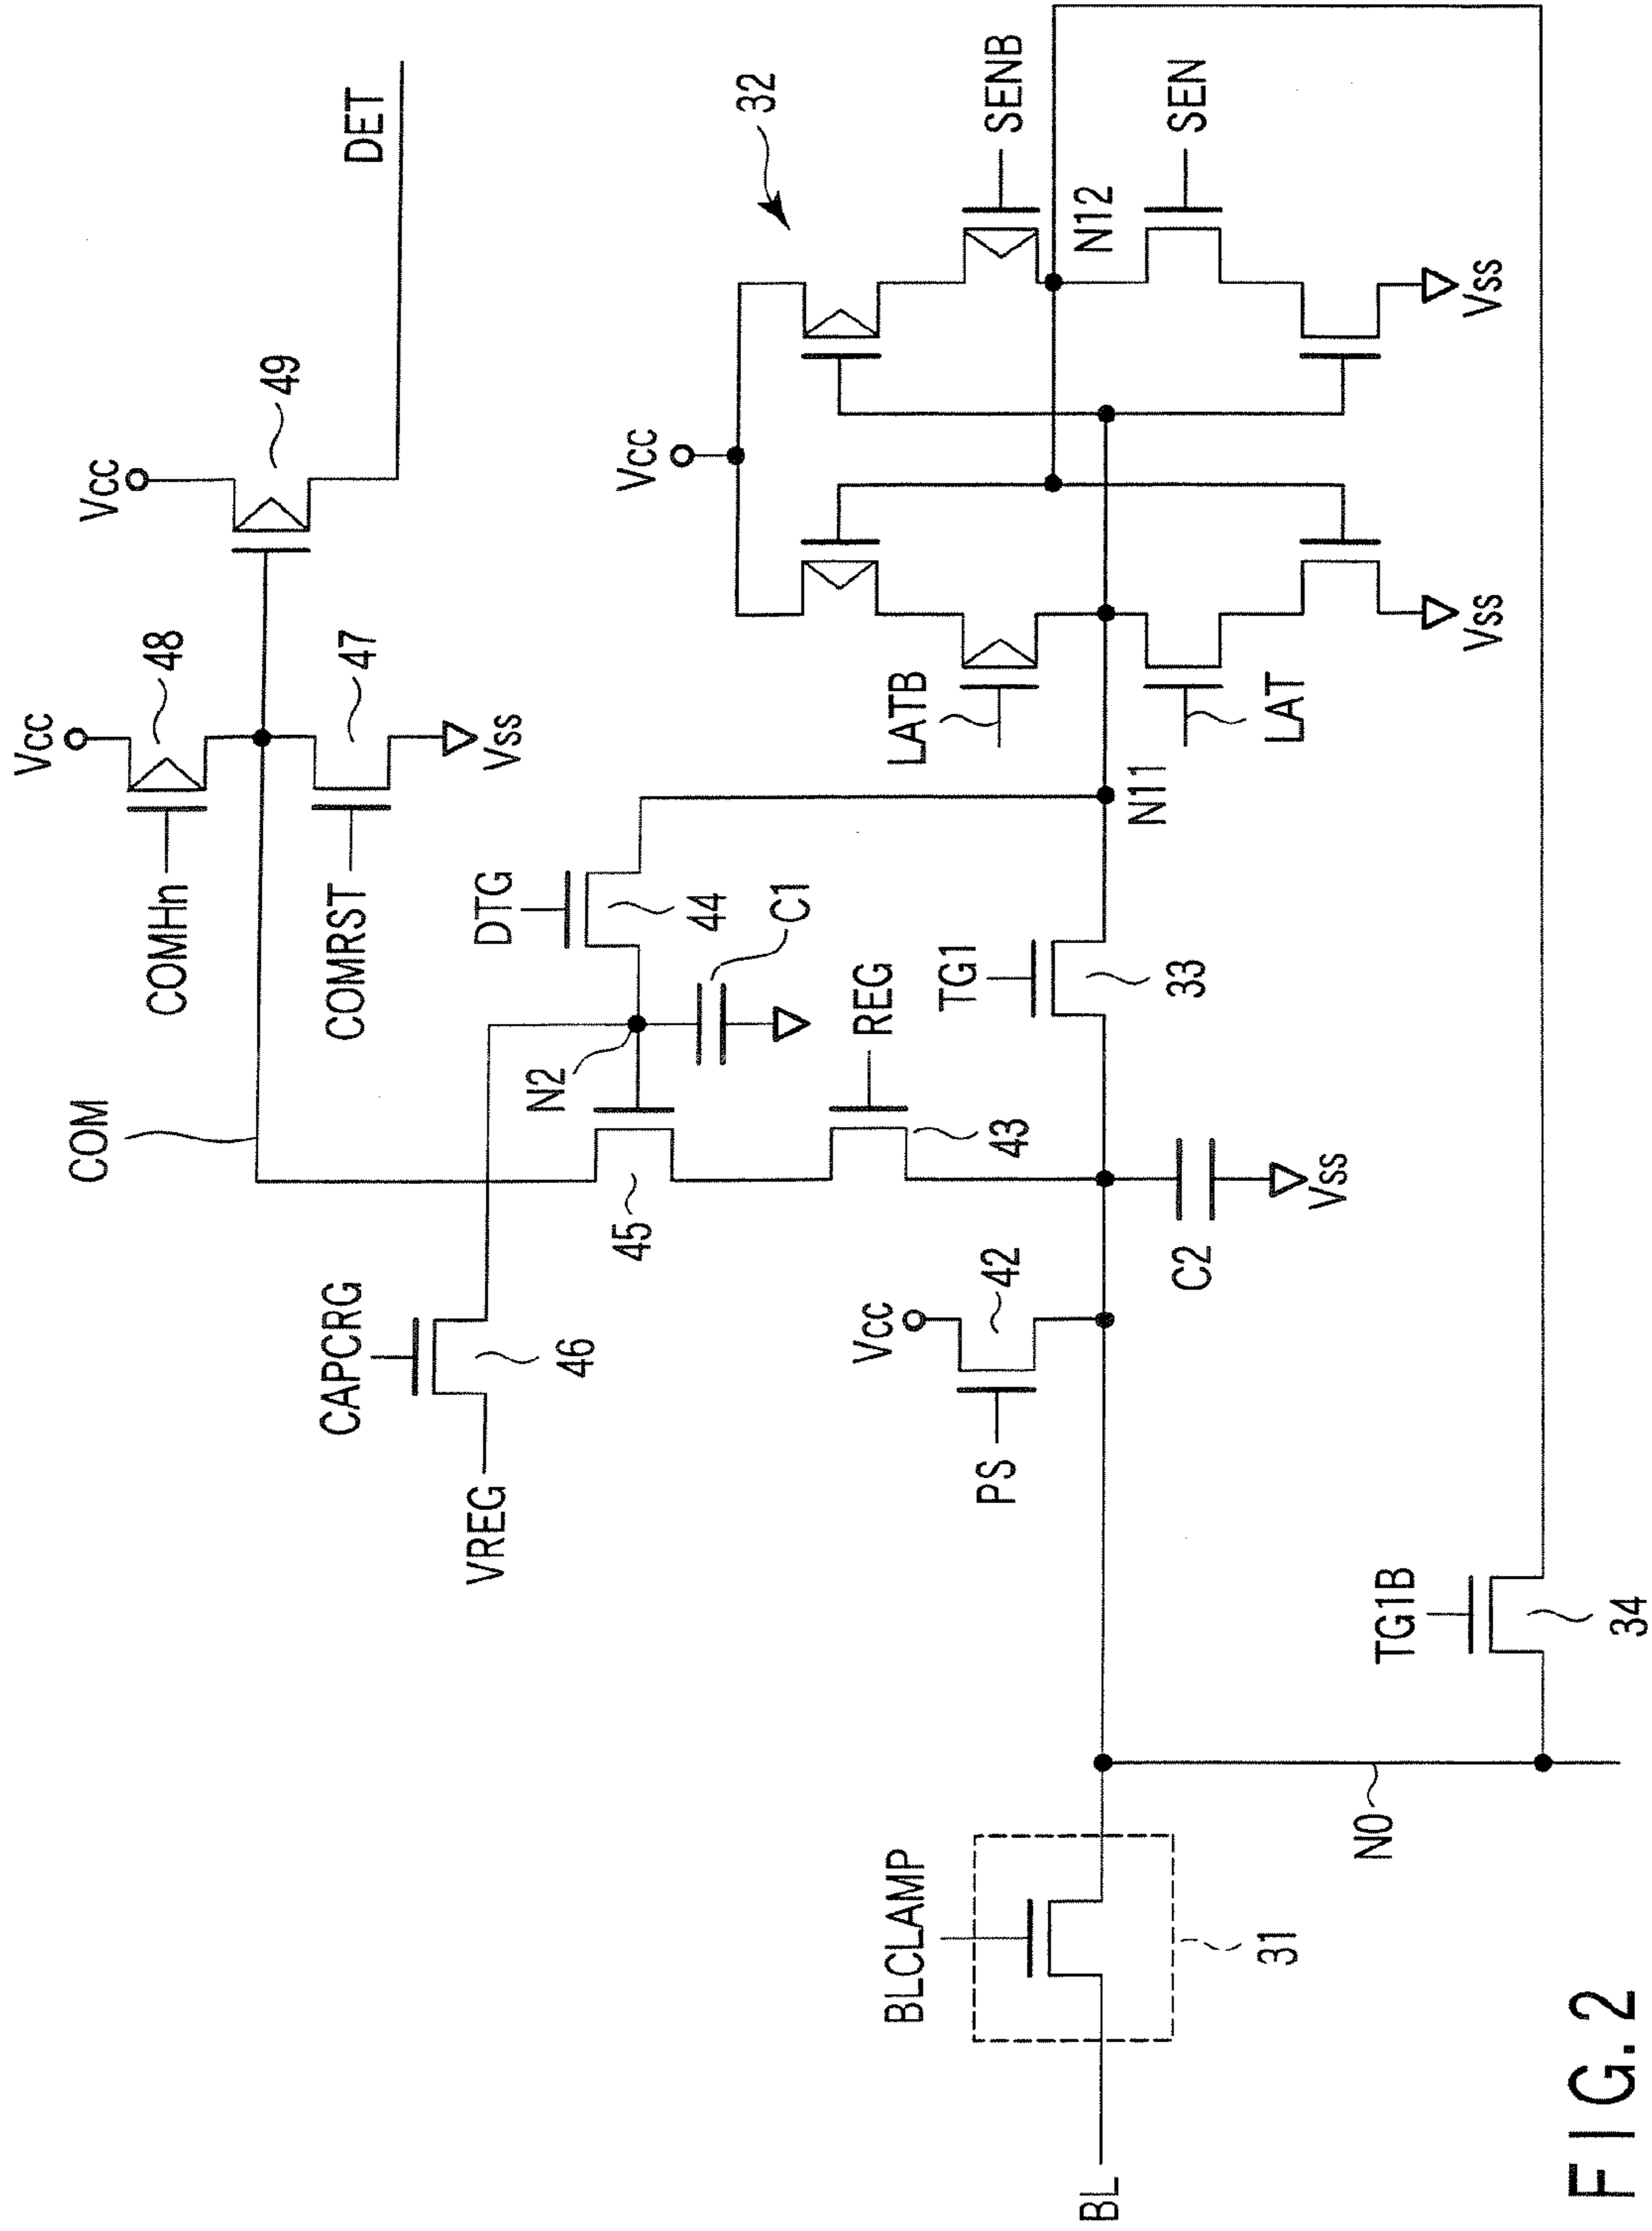 Vcc
COMHn
48
COMRST
47
Vss
Vcc
49
DET
COM
CAPCRG
46
VREG
DTG
44
N2
C1
45
REG
43
Vcc
42
PS
TG1
33
N11
C2
Vss
Vcc
32
LATB
LAT
SENB
N12
SEN
Vss
Vss
BLCLAMP
31
BL
N0
TG1B
34
FIG. 2